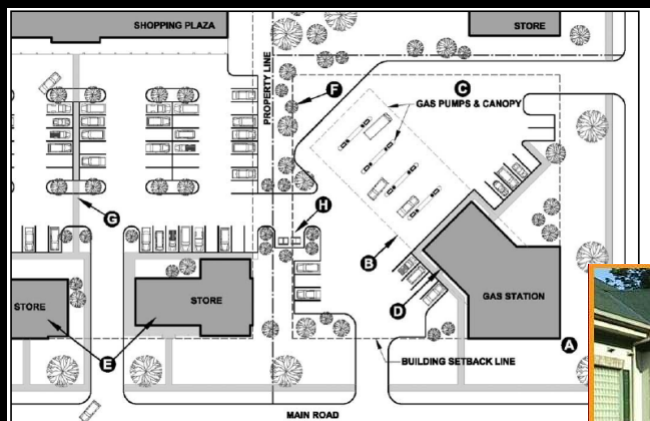 SHOPPING PLAZA
STORE
PROPERTY LINE
F
C
GAS PUMPS & CANOPY
G
H
B
STORE
STORE
D
GAS STATION
E
A
BUILDING SETBACK LINE
MAIN ROAD